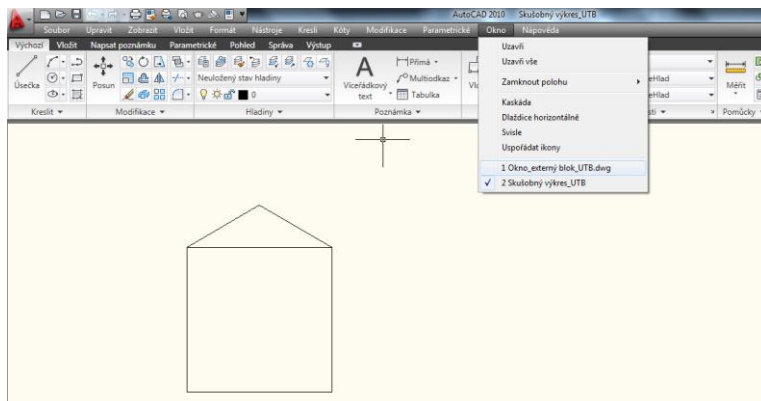 AutoCAD 2010 Skušobný výkres_UTB
Soubor Upravit Zobrazit Vložit Formát Nástroje Kresli Kóty Modifikace Parametrické Okno Nápověda
Výchozí Vložit Napsat poznámku Parametrické Pohled Správa Výstup
Úsečka
Posun
Neuložený stav hladiny
0
Víceřádkový
text
Přímá
Multiodkaz
Tabulka
Měřit
Kreslit
Modifikace
Hladiny
Poznámka
Pomůcky
Uzavři
Uzavři vše
Zamknout polohu
Kaskáda
Dlaždice horizontálně
Svisle
Uspořádat ikony
1 Okno_externý blok_UTB.dwg
2 Skušobný výkres_UTB